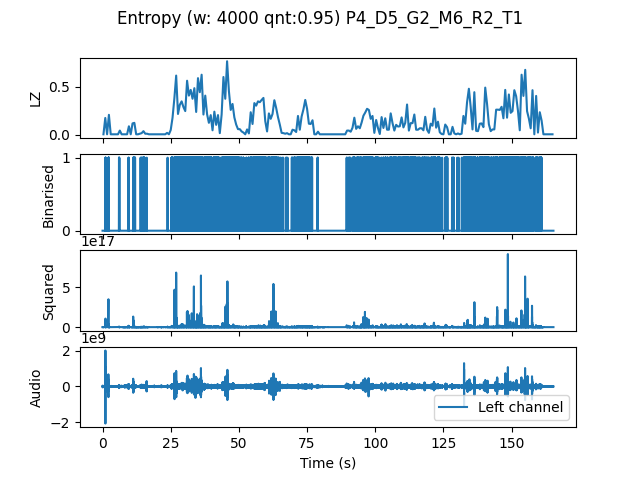 Entropy (w: 4000 qnt:0.95) P4_D5_G2_M6_R2_T1
LZ
0.5
0.0
Binarised
1
0
1e17
Squared
5
0
1e9
Audio
2
0
−2
Left channel
0 25 50 75 100 125 150
Time (s)